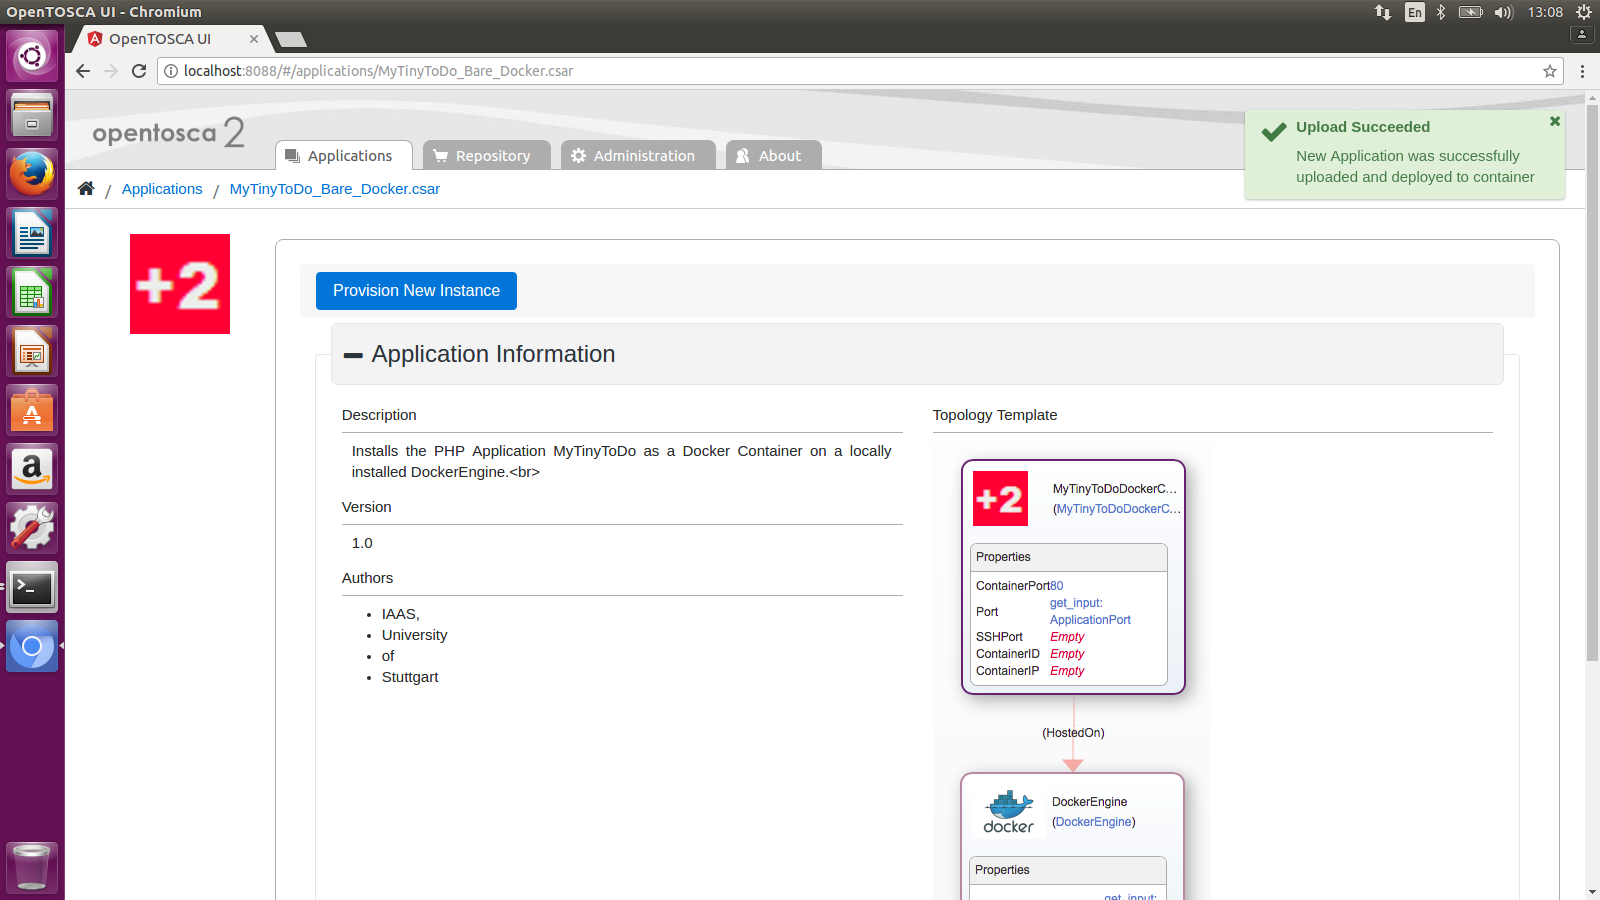 OpenTOSCA UI - Chromium
En
13:08
OpenTOSCA UI
localhost:8088/#/applications/MyTinyToDo_Bare_Docker.csar
opentosca 2
Applications
Repository
Administration
About
Upload Succeeded
New Application was successfully
uploaded and deployed to container
/ Applications / MyTinyToDo_Bare_Docker.csar
+2
Provision New Instance
Application Information
Description
Installs the PHP Application MyTinyToDo as a Docker Container on a locally
installed DockerEngine.<br>
Version
1.0
Authors
IAAS,
University
of
Stuttgart
Topology Template
+2
MyTinyToDoDockerC...
(MyTinyToDoDockerC...
Properties
ContainerPort 80
Port get_input:
ApplicationPort
SSHPort Empty
ContainerID Empty
ContainerIP Empty
(HostedOn)
docker
DockerEngine
(DockerEngine)
Properties
get_input: